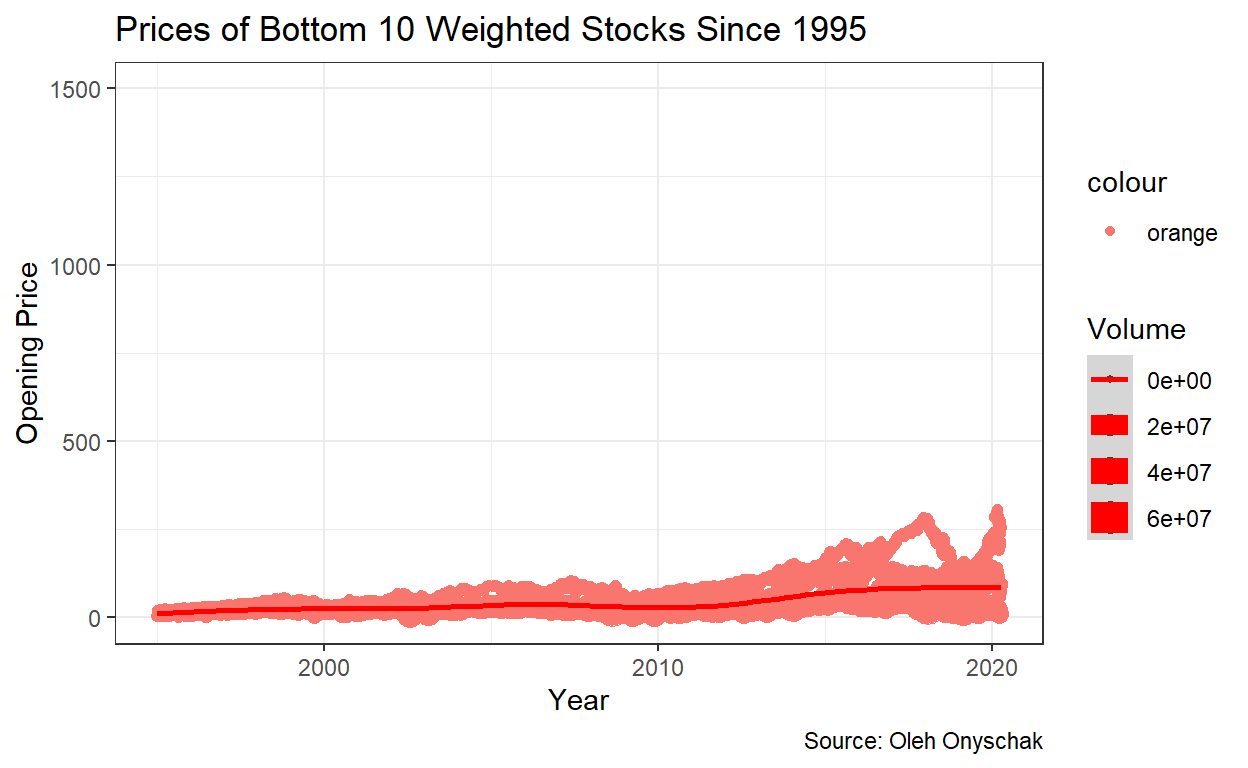 Prices of Bottom 10 Weighted Stocks Since 1995
1500
1000
500
0
Opening Price
2000
2010
2020
Year
colour
orange
Volume
0e+00
2e+07
4e+07
6e+07
Source: Oleh Onyschak